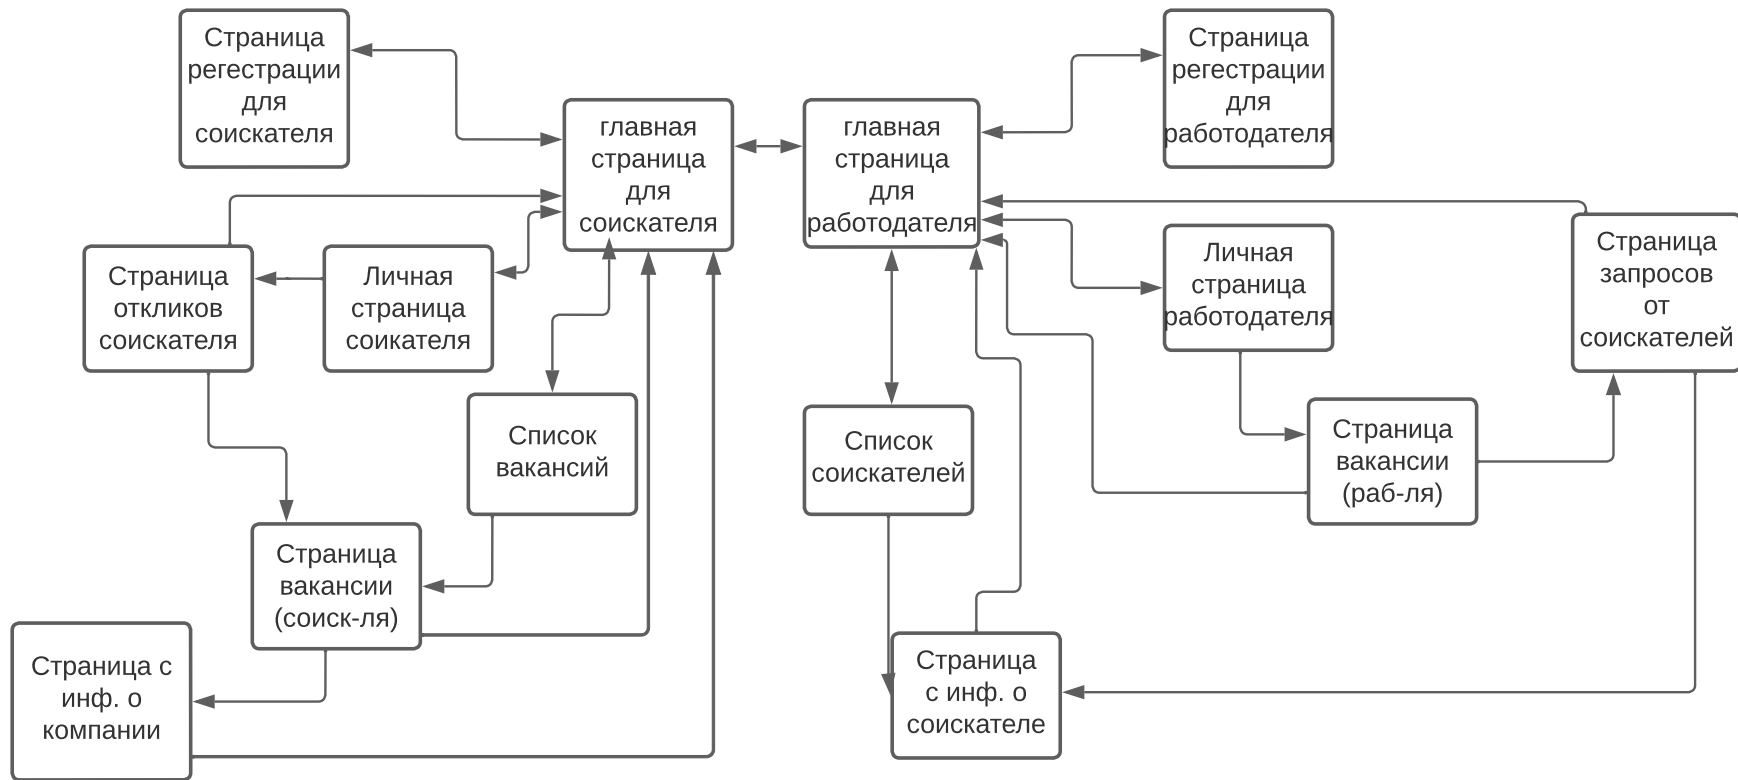 Страница
регестрации
для
соискателя
главная
страница
для
соискателя
главная
страница
для
работодателя
Страница
регестрации
для
работодателя
Страница
откликов
соискателя
Личная
страница
соикателя
Личная
страница
работодателя
Страница
запросов
от
соискателей
Список
вакансий
Список
соискателей
Страница
вакансии
(раб-ля)
Страница
вакансии
(соиск-ля)
Страница с
инф. о
компании
Страница
с инф. о
соискателе